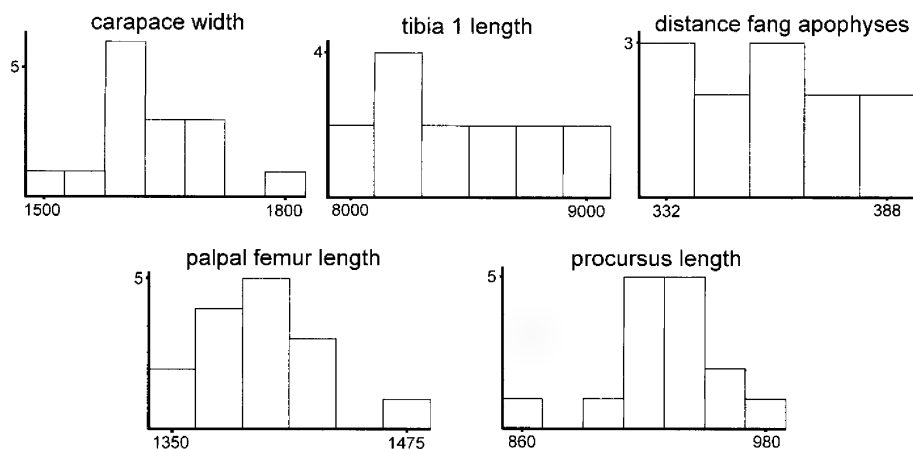 carapace width
5
1500 1800
tibia 1 length
4
8000 9000
distance fang apophyses
3
332 388
palpal femur length
5
1350 1475
procursus length
5
860 980